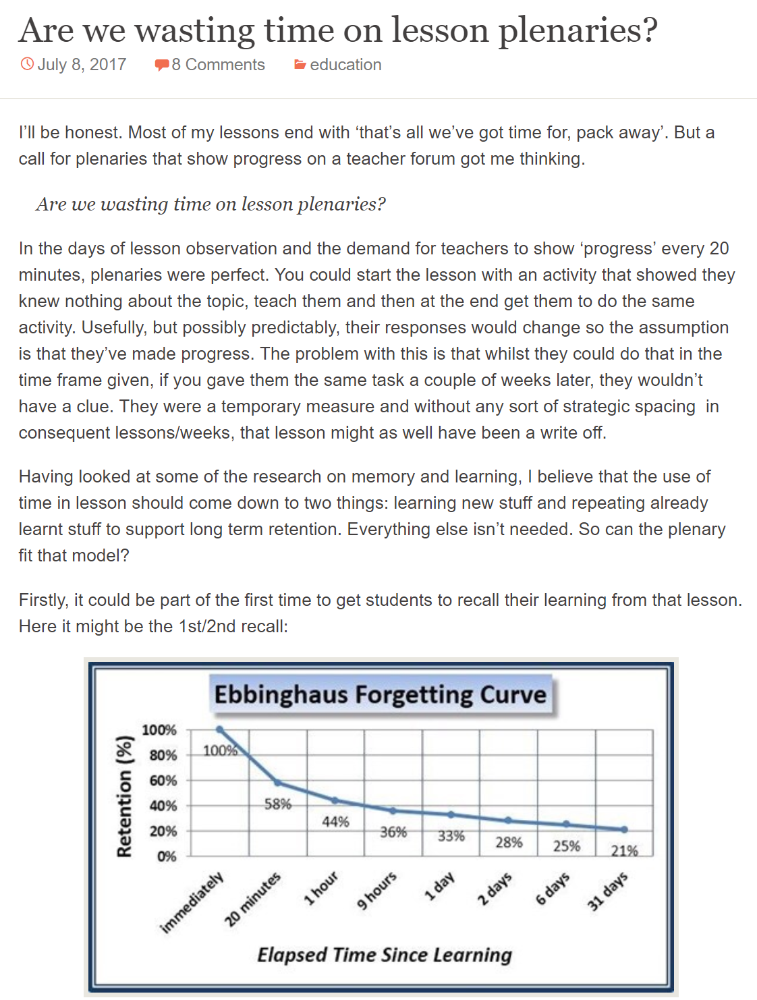 Are we wasting time on lesson plenaries?
July 8, 2017 8 Comments education
I’ll be honest. Most of my lessons end with ‘that’s all we’ve got time for, pack away’. But a
call for plenaries that show progress on a teacher forum got me thinking.
Are we wasting time on lesson plenaries?
In the days of lesson observation and the demand for teachers to show ‘progress’ every 20
minutes, plenaries were perfect. You could start the lesson with an activity that showed they
knew nothing about the topic, teach them and then at the end get them to do the same
activity. Usefully, but possibly predictably, their responses would change so the assumption
is that they’ve made progress. The problem with this is that whilst they could do that in the
time frame given, if you gave them the same task a couple of weeks later, they wouldn’t
have a clue. They were a temporary measure and without any sort of strategic spacing  in
consequent lessons/weeks, that lesson might as well have been a write off.
Having looked at some of the research on memory and learning, I believe that the use of
time in lesson should come down to two things: learning new stuff and repeating already
learnt stuff to support long term retention. Everything else isn’t needed. So can the plenary
fit that model?
Firstly, it could be part of the first time to get students to recall their learning from that lesson.
Here it might be the 1st/2nd recall:
Ebbinghaus Forgetting Curve
Retention (%)
100%
80%
60%
40%
20%
0%
100%
58%
44%
36%
33%
28%
25%
21%
immediately
20 minutes
1 hour
9 hours
1 day
2 days
6 days
31 days
Elapsed Time Since Learning